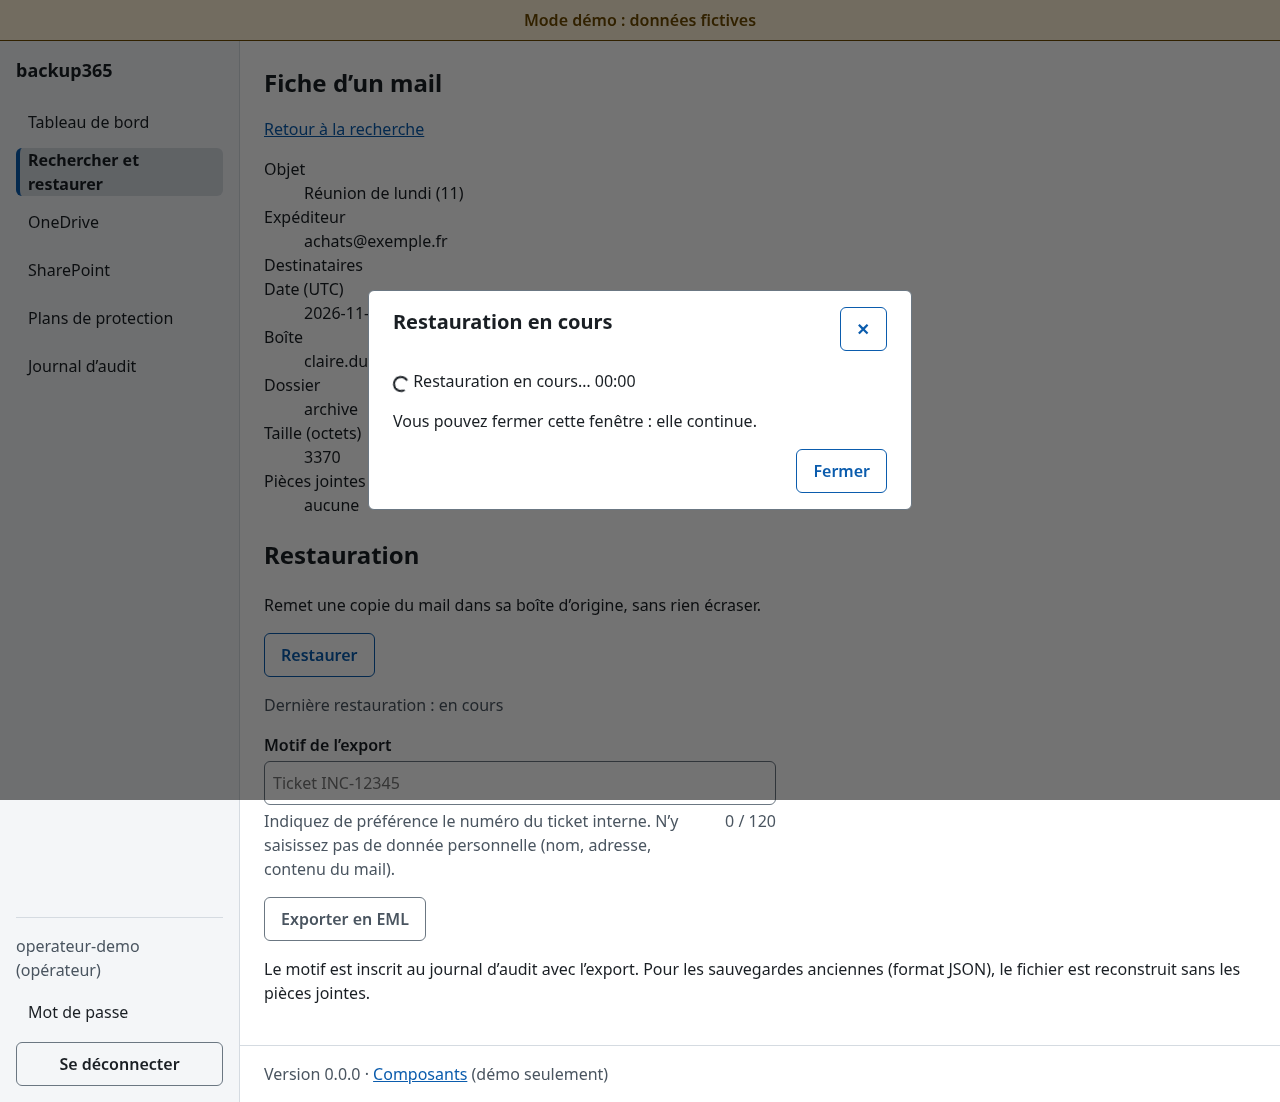 Mode démo : données fictives
backup365
Tableau de bord
Rechercher et
restaurer
OneDrive
SharePoint
Plans de protection
Journal d’audit
operateur-demo
(opérateur)
Mot de passe
Se déconnecter
Fiche d’un mail
Retour à la recherche
Objet
Réunion de lundi (11)
Expéditeur
achats@exemple.fr
Destinataires
Date (UTC)
2026-11-
Boîte
claire.du
Dossier
archive
Taille (octets)
3370
Pièces jointes
aucune
Restauration en cours
×
Restauration en cours… 00:00
Vous pouvez fermer cette fenêtre : elle continue.
Fermer
Restauration
Remet une copie du mail dans sa boîte d’origine, sans rien écraser.
Restaurer
Dernière restauration : en cours
Motif de l’export
Ticket INC-12345
Indiquez de préférence le numéro du ticket interne. N’y 0 / 120
saisissez pas de donnée personnelle (nom, adresse,
contenu du mail).
Exporter en EML
Le motif est inscrit au journal d’audit avec l’export. Pour les sauvegardes anciennes (format JSON), le fichier est reconstruit sans les
pièces jointes.
Version 0.0.0 · Composants (démo seulement)